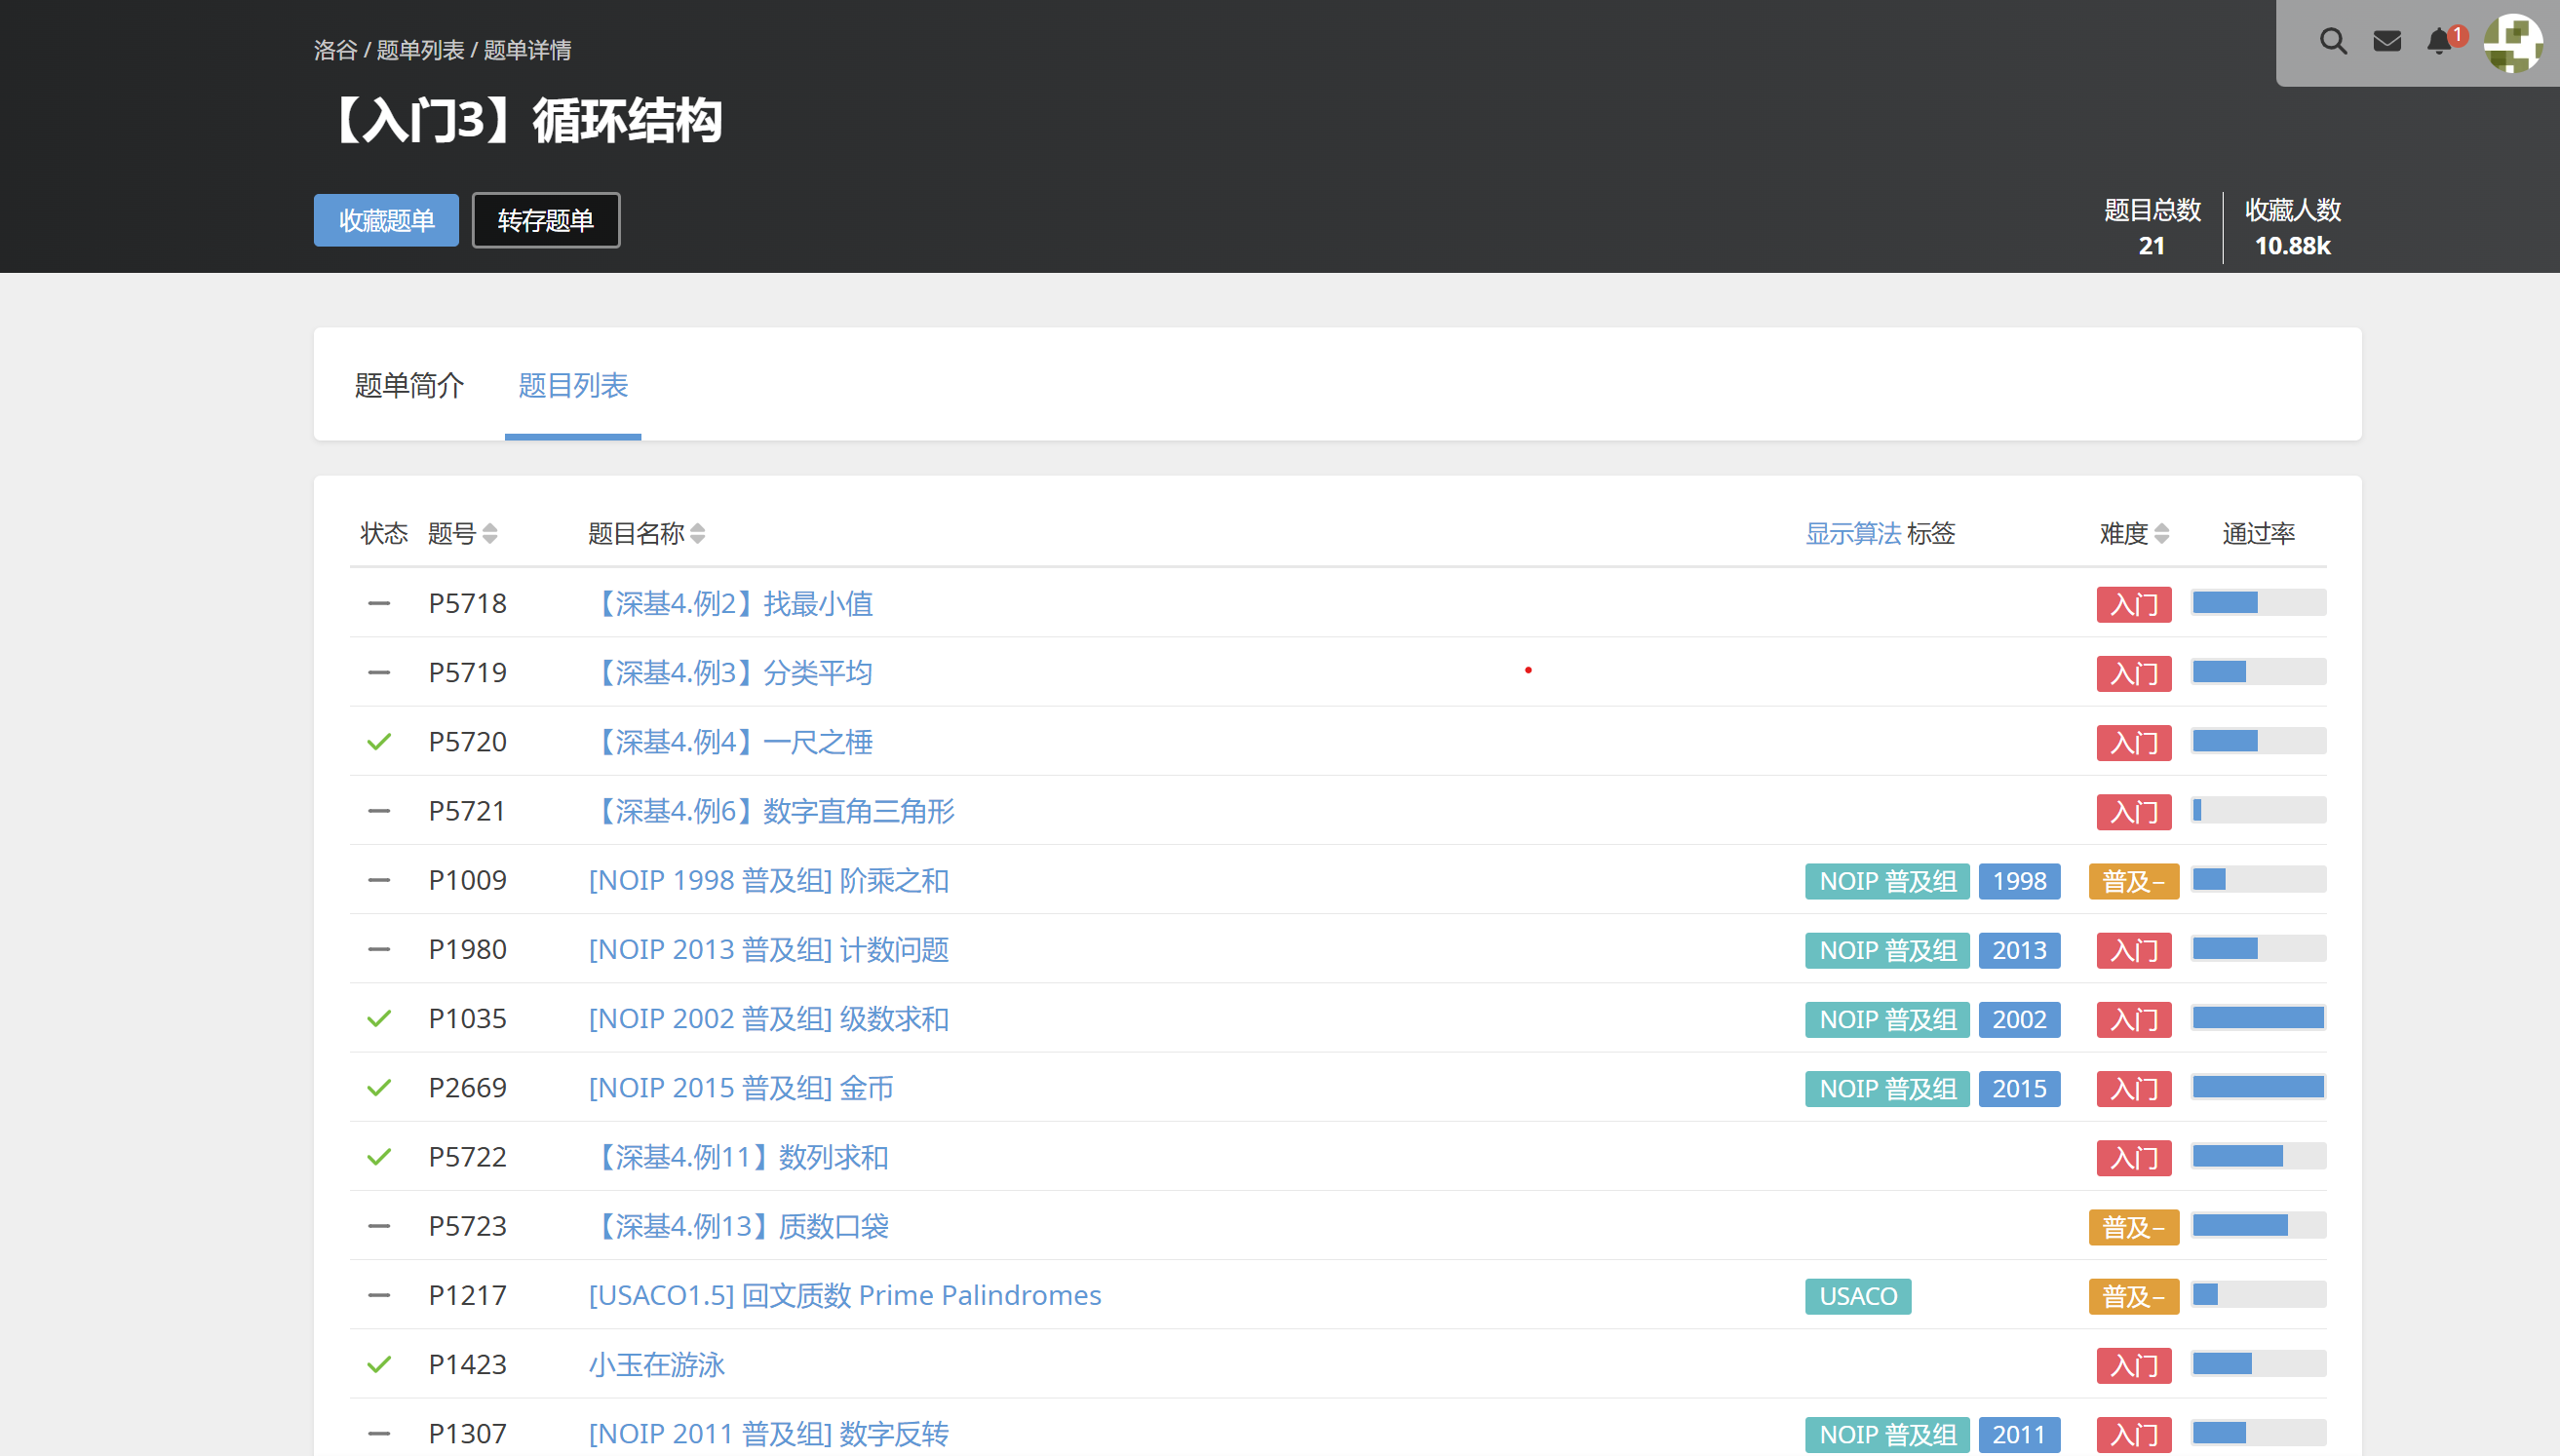 洛谷 / 题单列表 / 题单详情
1
【入门3】循环结构
收藏题单 转存题单
题目总数 收藏人数
21 10.88k
题单简介 题目列表
状态 题号 题目名称 显示算法 标签 难度 通过率
P5718 【深基4.例2】找最小值 入门
P5719 【深基4.例3】分类平均 入门
P5720 【深基4.例4】一尺之棰 入门
P5721 【深基4.例6】数字直角三角形 入门
P1009 [NOIP 1998 普及组] 阶乘之和 NOIP 普及组 1998 普及−
P1980 [NOIP 2013 普及组] 计数问题 NOIP 普及组 2013 入门
P1035 [NOIP 2002 普及组] 级数求和 NOIP 普及组 2002 入门
P2669 [NOIP 2015 普及组] 金币 NOIP 普及组 2015 入门
P5722 【深基4.例11】数列求和 入门
P5723 【深基4.例13】质数口袋 普及−
P1217 [USACO1.5] 回文质数 Prime Palindromes USACO 普及−
P1423 小玉在游泳 入门
P1307 [NOIP 2011 普及组] 数字反转 NOIP 普及组 2011 入门